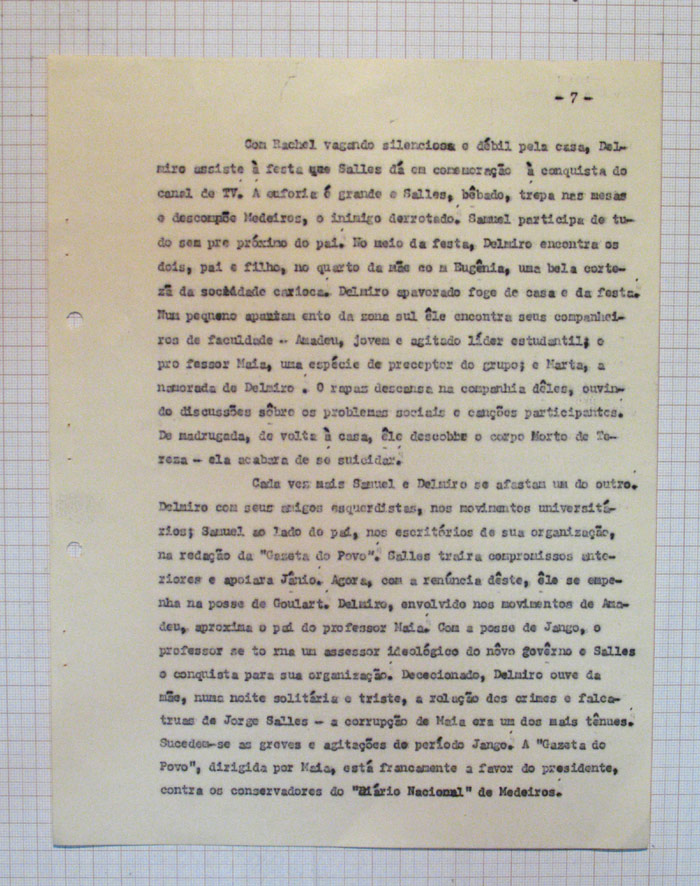 - 7 -
Com Rachel vagando silenciosa e débil pela casa, Del-
miro assiste à festa que Salles dá em comemoração à conquista do
canal de TV. A euforia é grande e Salles, bêbado, trepa nas mesas
e descompõe Medeiros, o inimigo derrotado. Samuel participa de tu-
do sem pre próximo do pai. No meio da festa, Delmiro encontra os
dois, pai e filho, no quarto da mãe co m Eugênia, uma bela corte-
zã da sociedade carioca. Delmiro apavorado foge de casa e da festa.
Num pequeno apartam ento da zona sul êle encontra seus companhei-
ros de faculdade - Amadeu, jovem e agitado líder estudantil; o
pro fessor Maia, uma espécie de preceptor do grupo; e Marta, a
namorada de Delmiro . O rapas descansa na companhia dêles, ouvin-
do discussões sôbre os problemas sociais e canções participantes.
De madrugada, de volta à casa, êle descobre o corpo Morto de Te-
reza - ela acabara de se suicidar.
Cada vez mais Samuel e Delmiro se afastam um do outro.
Delmiro com seus amigos esquerdistas, nos movimentos universitá-
rios; Samuel ao lado do pai, nos escritórios de sua organização,
na redação da "Gazeta do Povo". Salles traira compromissos ante-
riores e apoiara Jânio. Agora, com a renúncia dêste, êle se empe-
nha na posse de Goulart. Delmiro, envolvido nos movimentos de Ama-
deu, aproxima o pai do professor Maia. Com a posse de Jango, o
professor se to rna um assessor ideológico do nôvo govêrno e Salles
o conquista para sua organização. Dececionado, Delmiro ouve da
mãe, numa noite solitária e triste, a relação dos crimes e falca-
truas de Jorge Salles - a corrupção de Maia era um dos mais tênues.
Sucedem-se as greves e agitações do período Jango. A "Gazeta do
Povo", dirigida por Maia, está francamente a favor do presidente,
contra os conservadores do "Diário Nacional" de Medeiros.